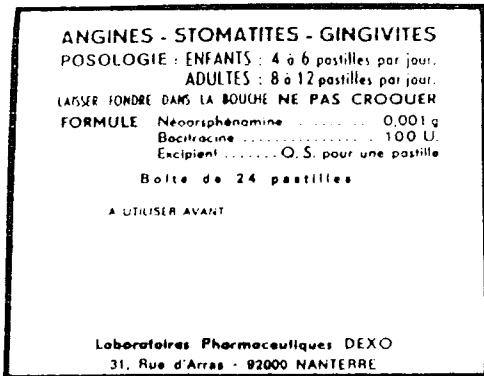 ANGINES - STOMATITES - GINGIVITES
POSOLOGIE : ENFANTS : 4 à 6 pastilles par jour.
ADULTES : 8 à 12 pastilles par jour.
LAISSER FONDRE DANS LA BOUCHE NE PAS CROQUER
FORMULE Néoarsphénamine ........ 0,001 g
Bacitracine ............... 100 U.
Excipient ....... Q.S. pour une pastille
Boîte de 24 pastilles
A UTILISER AVANT
Laboratoires Pharmaceutiques DEXO
31, Rue d'Arras - 92000 NANTERRE